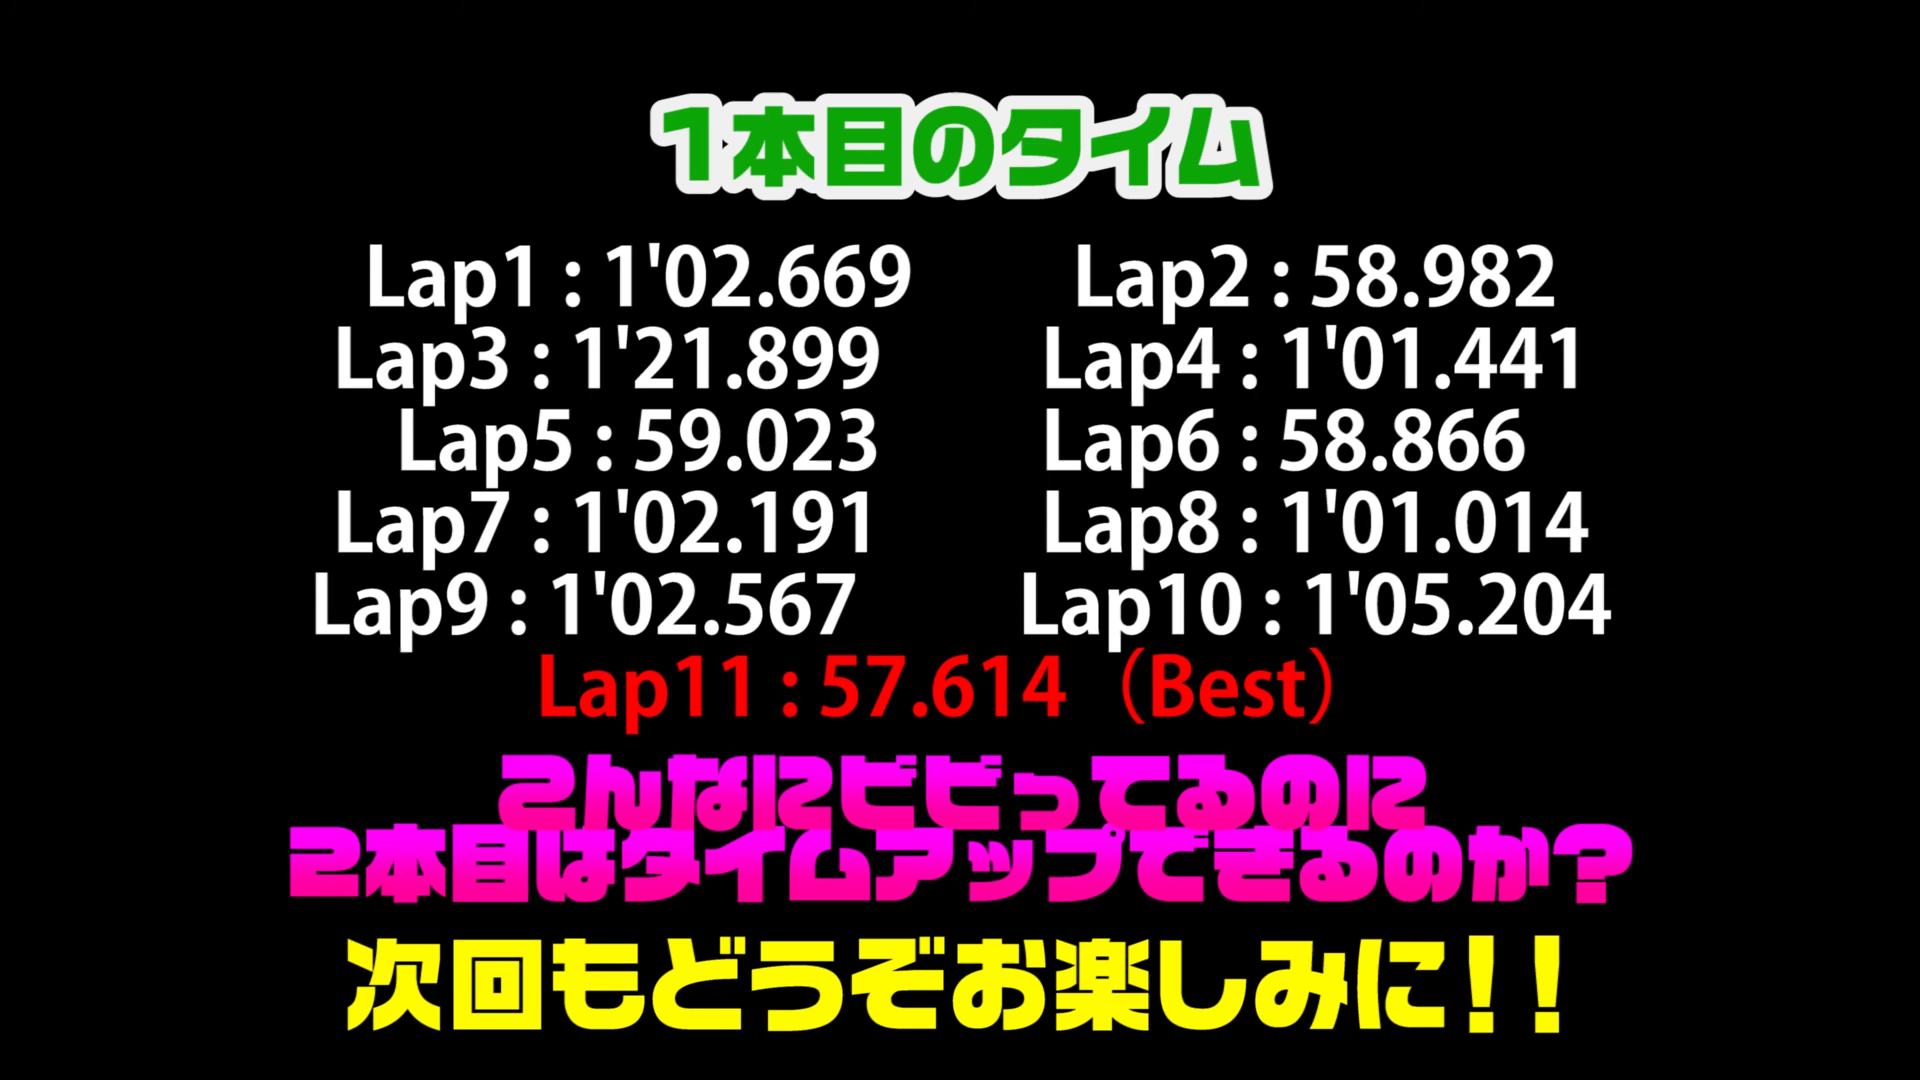 1本目のタイム
Lap1 : 1'02.669 Lap2 : 58.982
Lap3 : 1'21.899 Lap4 : 1'01.441
Lap5 : 59.023 Lap6 : 58.866
Lap7 : 1'02.191 Lap8 : 1'01.014
Lap9 : 1'02.567 Lap10 : 1'05.204
Lap11 : 57.614（Best）
こんなにビビってるのに
2本目はタイムアップできるのか？
次回もどうぞお楽しみに！！